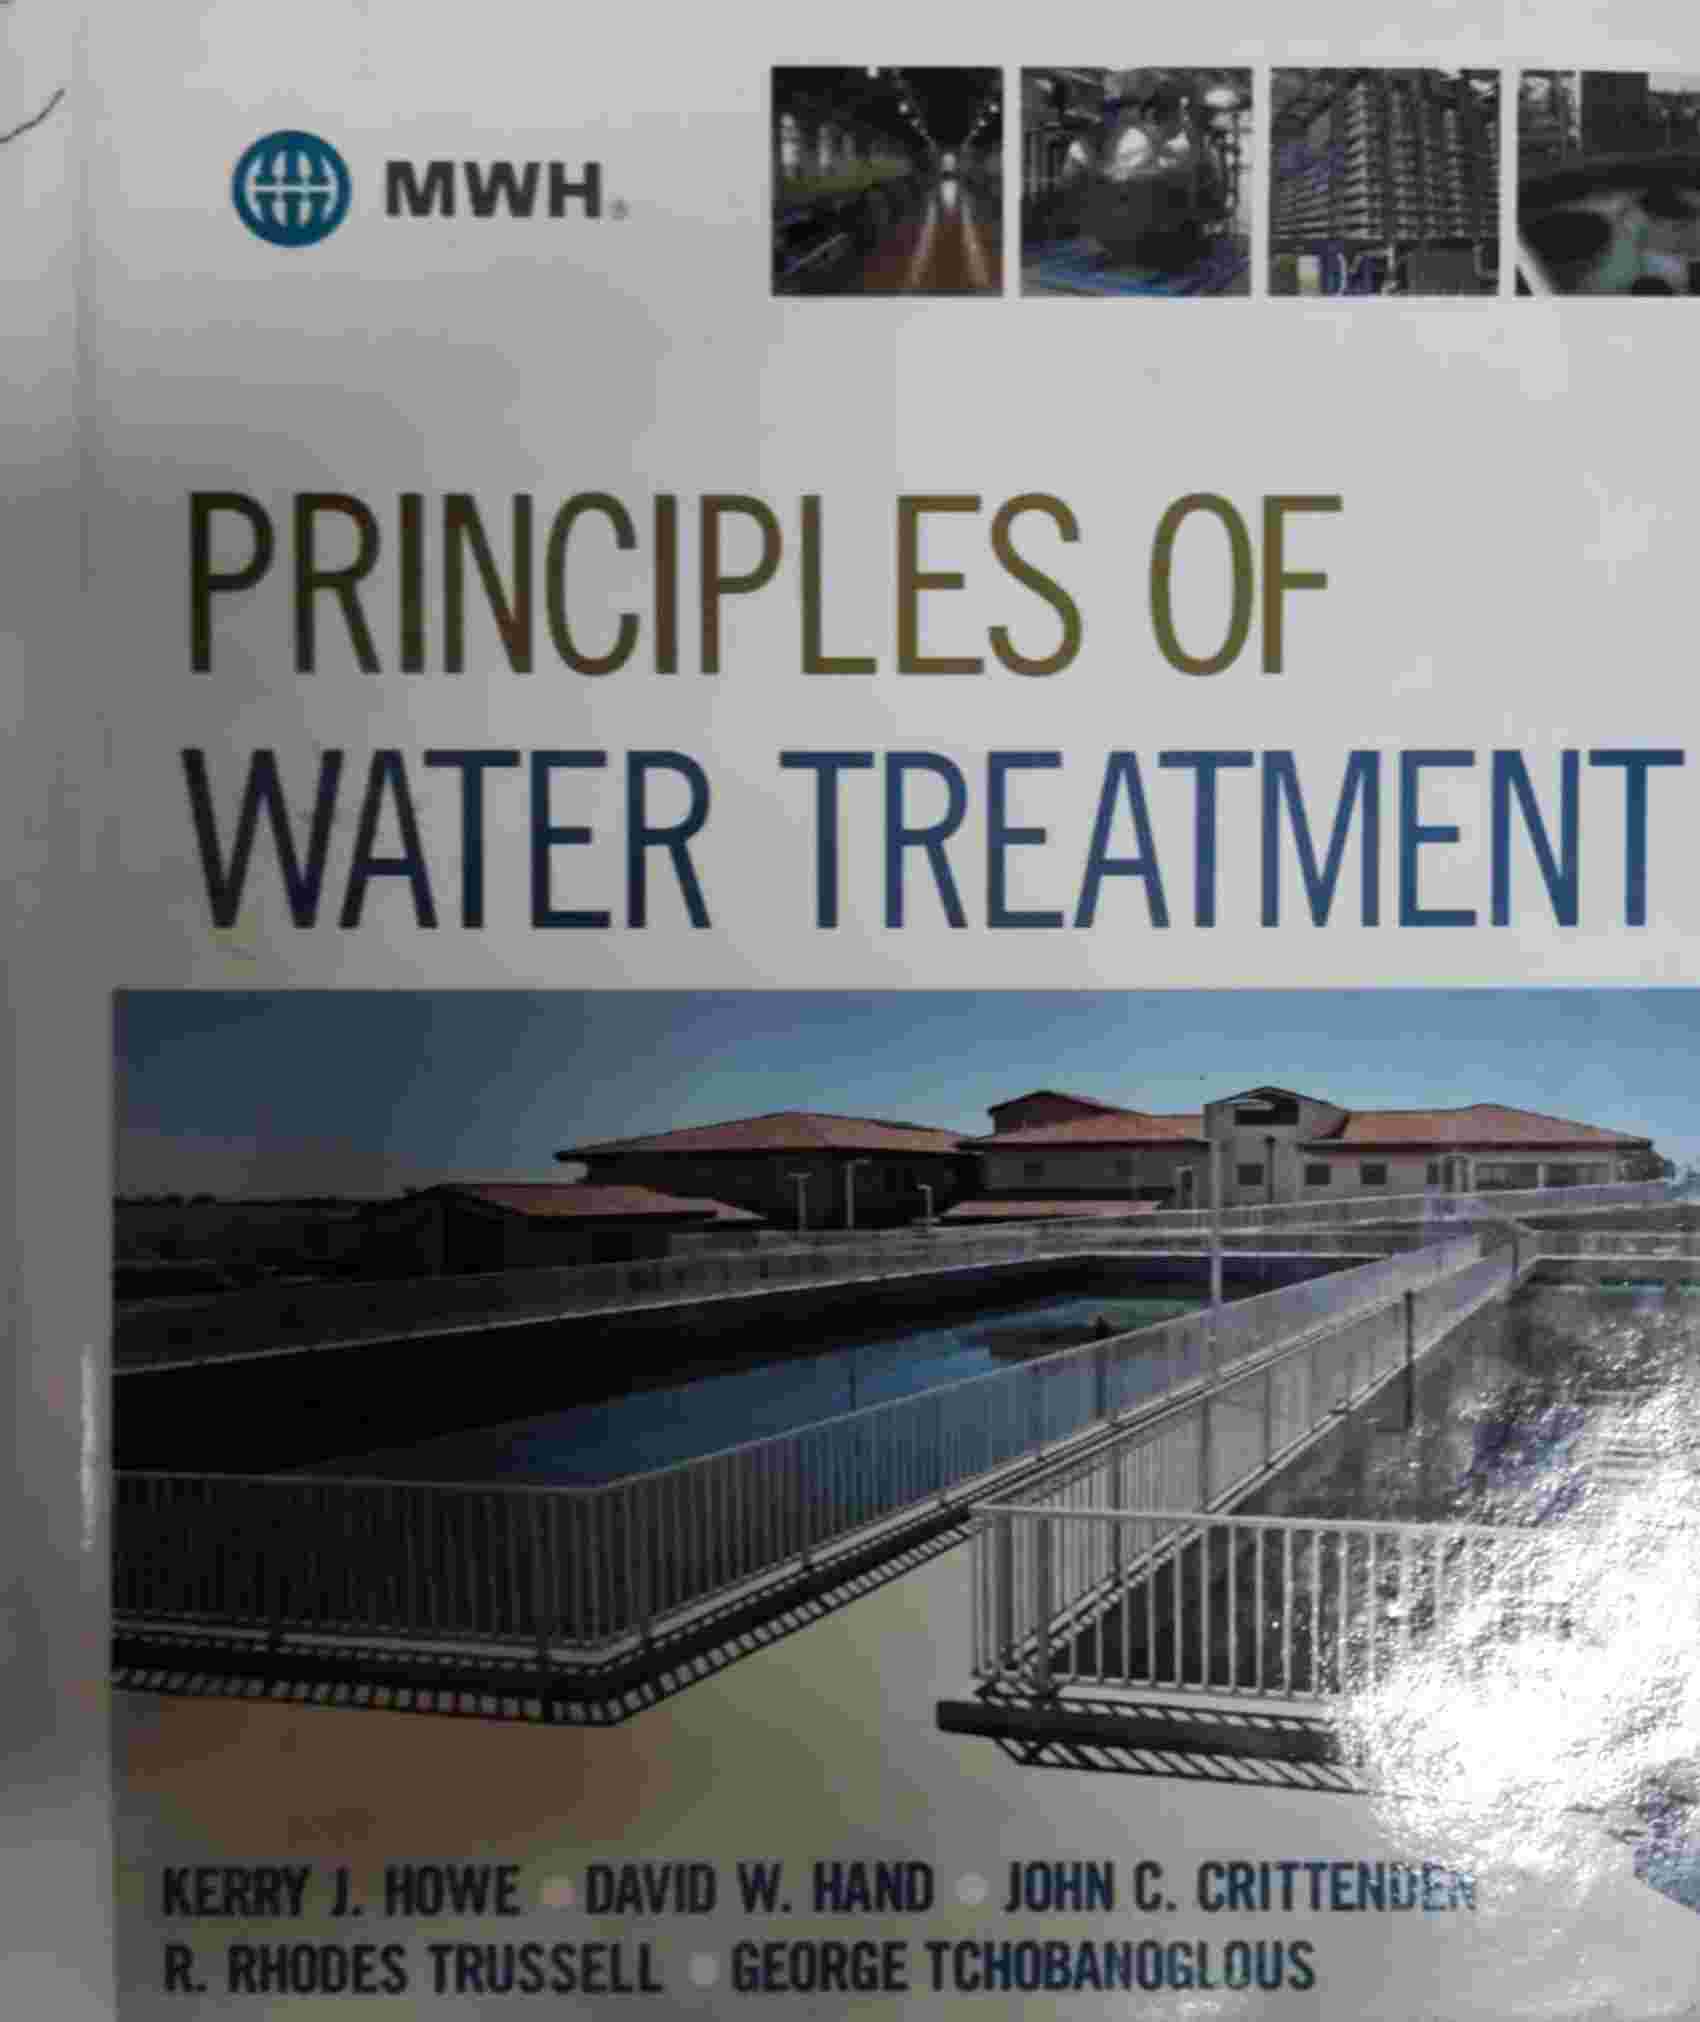 MWH®
PRINCIPLES OF
WATER TREATMENT
KERRY J. HOWE • DAVID W. HAND • JOHN C. CRITTENDEN
R. RHODES TRUSSELL • GEORGE TCHOBANOGLOUS